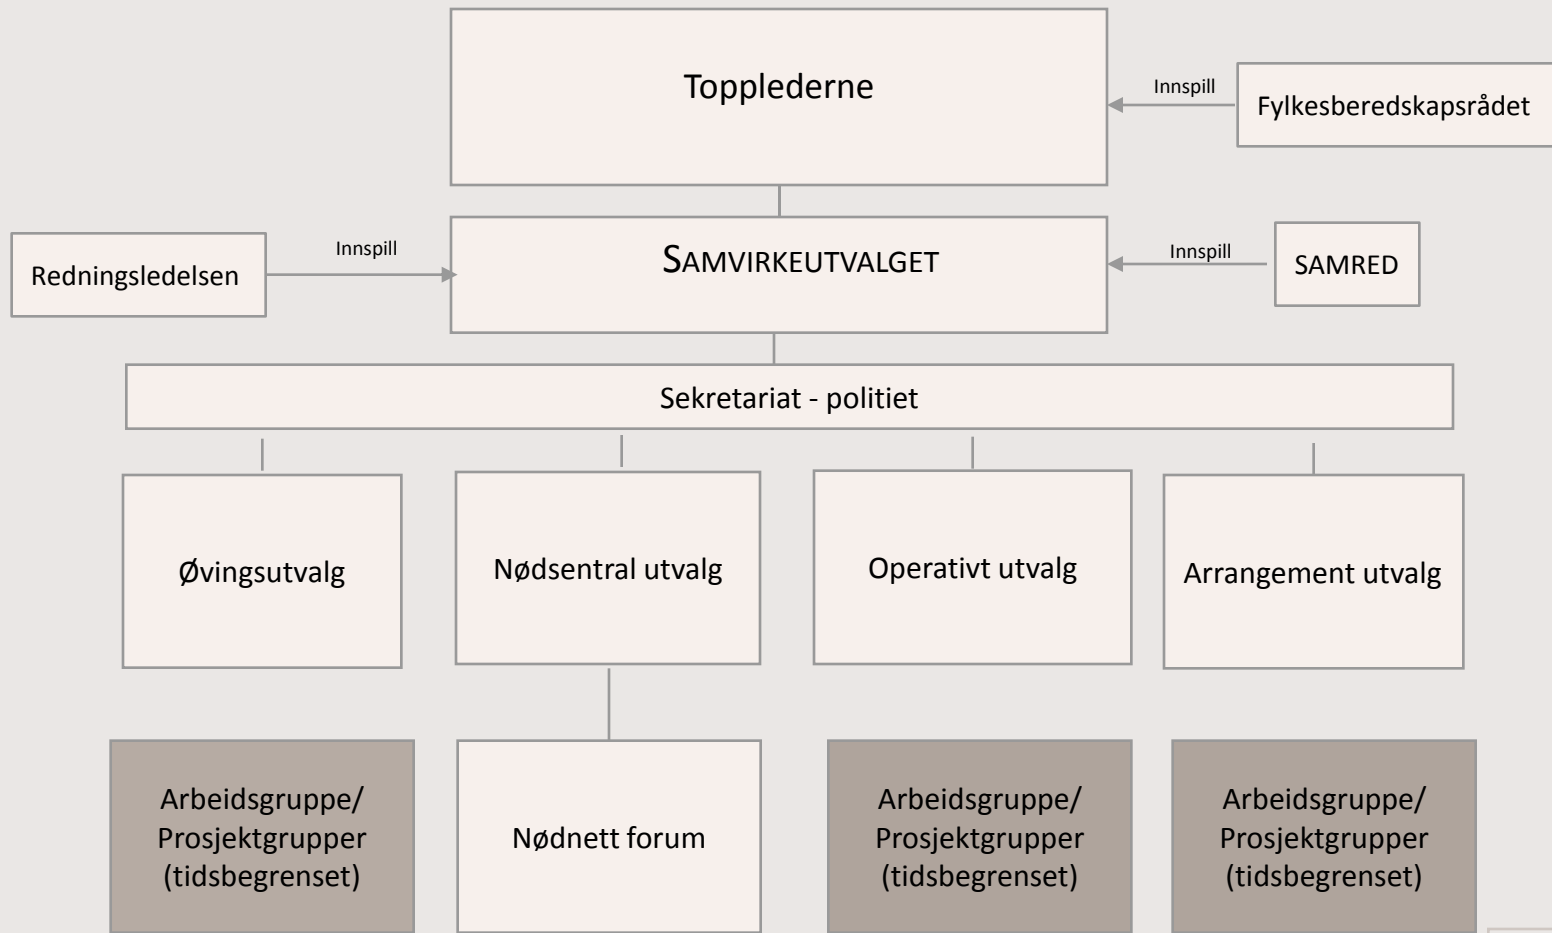 Topplederne
Innspill
Fylkesberedskapsrådet
Redningsledelsen
Innspill
SAMVIRKEUTVALGET
Innspill
SAMRED
Sekretariat - politiet
Øvingsutvalg
Nødsentral utvalg
Operativt utvalg
Arrangement utvalg
Arbeidsgruppe/
Prosjektgrupper
(tidsbegrenset)
Nødnett forum
Arbeidsgruppe/
Prosjektgrupper
(tidsbegrenset)
Arbeidsgruppe/
Prosjektgrupper
(tidsbegrenset)